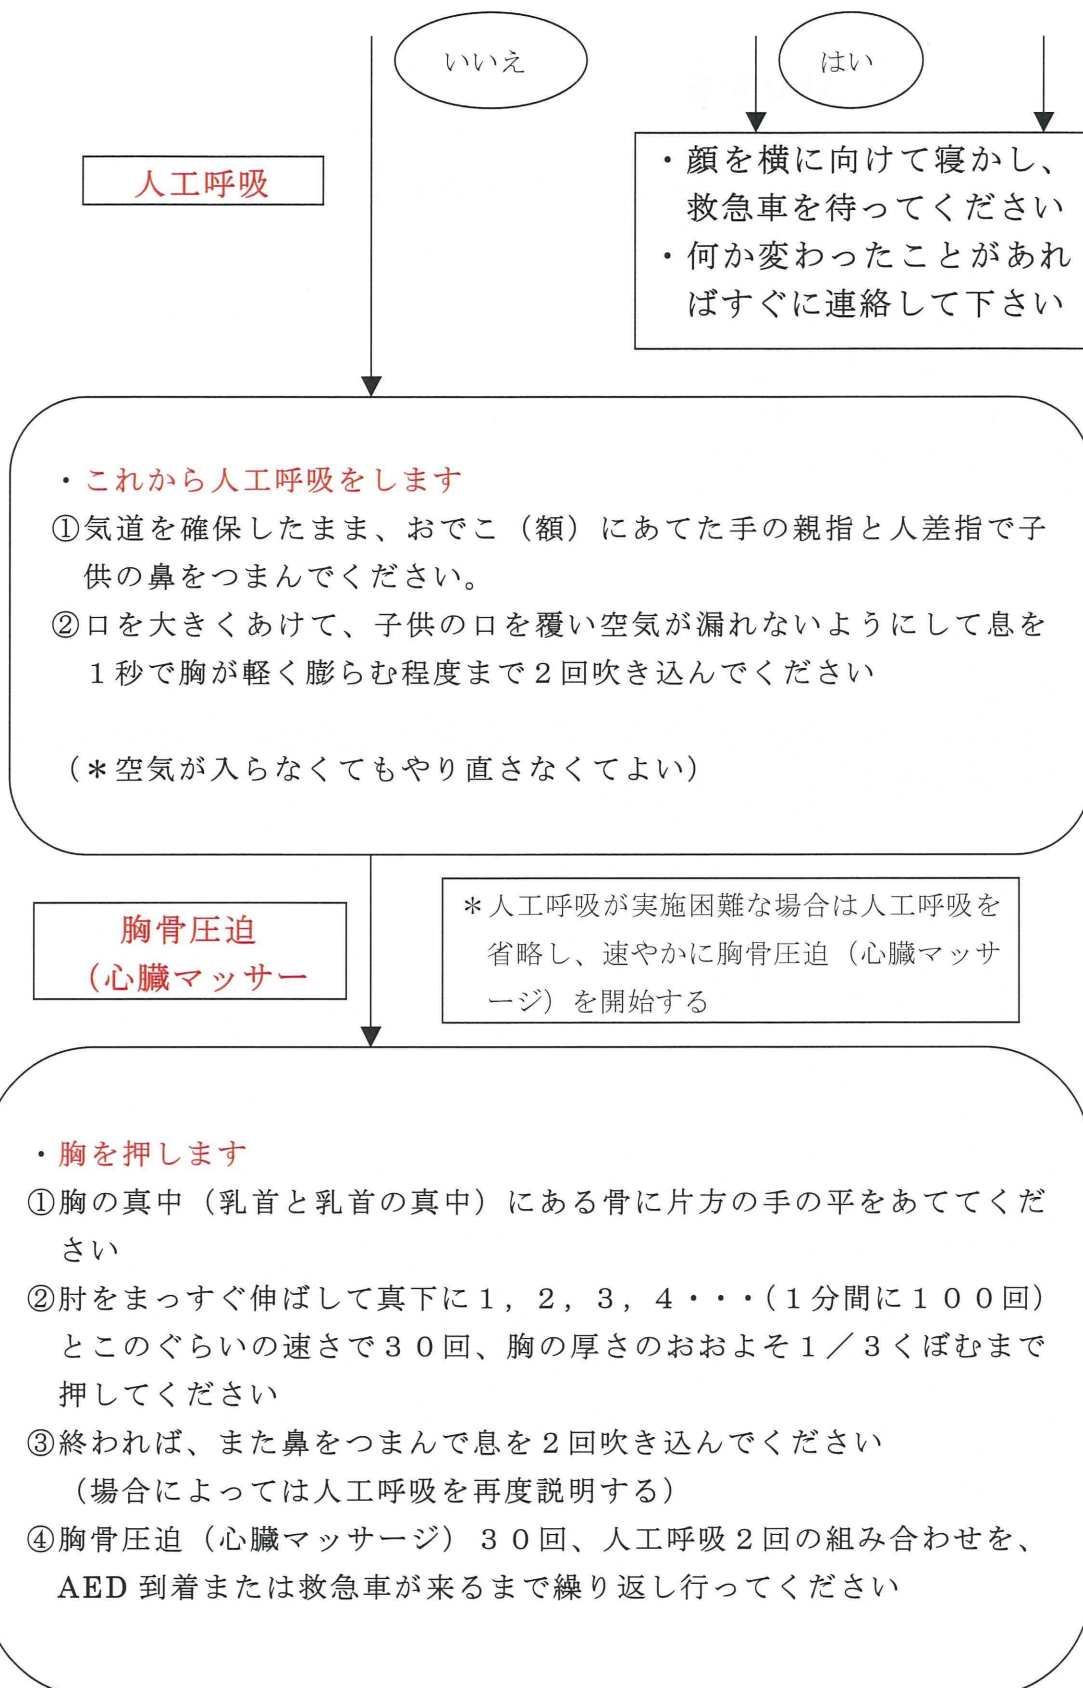 いいえ
はい
・顔を横に向けて寝かし、
救急車を待ってください
・何か変わったことがあれ
ばすぐに連絡して下さい
人工呼吸
・これから人工呼吸をします
①気道を確保したまま、おでこ（額）にあてた手の親指と人差指で子
供の鼻をつまんでください。
②口を大きくあけて、子供の口を覆い空気が漏れないようにして息を
１秒で胸が軽く膨らむ程度まで２回吹き込んでください
（＊空気が入らなくてもやり直さなくてよい）
胸骨圧迫
（心臓マッサー
＊人工呼吸が実施困難な場合は人工呼吸を
省略し、速やかに胸骨圧迫（心臓マッサ
ージ）を開始する
・胸を押します
①胸の真中（乳首と乳首の真中）にある骨に片方の手の平をあててくだ
さい
②肘をまっすぐ伸ばして真下に１，２，３，４・・・（１分間に１００回）
とこのぐらいの速さで３０回、胸の厚さのおおよそ１／３くぼむまで
押してください
③終われば、また鼻をつまんで息を２回吹き込んでください
（場合によっては人工呼吸を再度説明する）
④胸骨圧迫（心臓マッサージ）３０回、人工呼吸２回の組み合わせを、
AED 到着または救急車が来るまで繰り返し行ってください